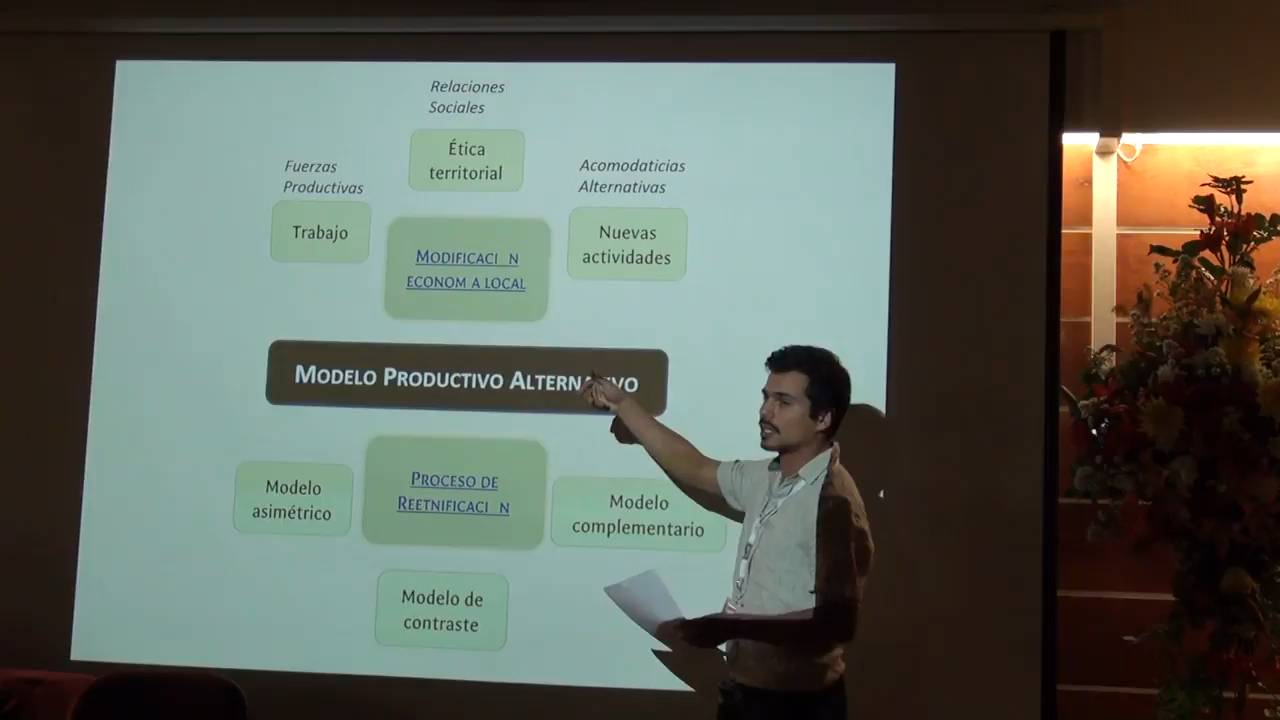 Relaciones
Sociales
Ética
territorial
Fuerzas
Productivas
Trabajo
Acomodaticias
Alternativas
Nuevas
actividades
MODIFICACI N
ECONOM A LOCAL
MODELO PRODUCTIVO ALTERNATIVO
Modelo
asimétrico
PROCESO DE
REETNIFICACI N
Modelo
complementario
Modelo de
contraste